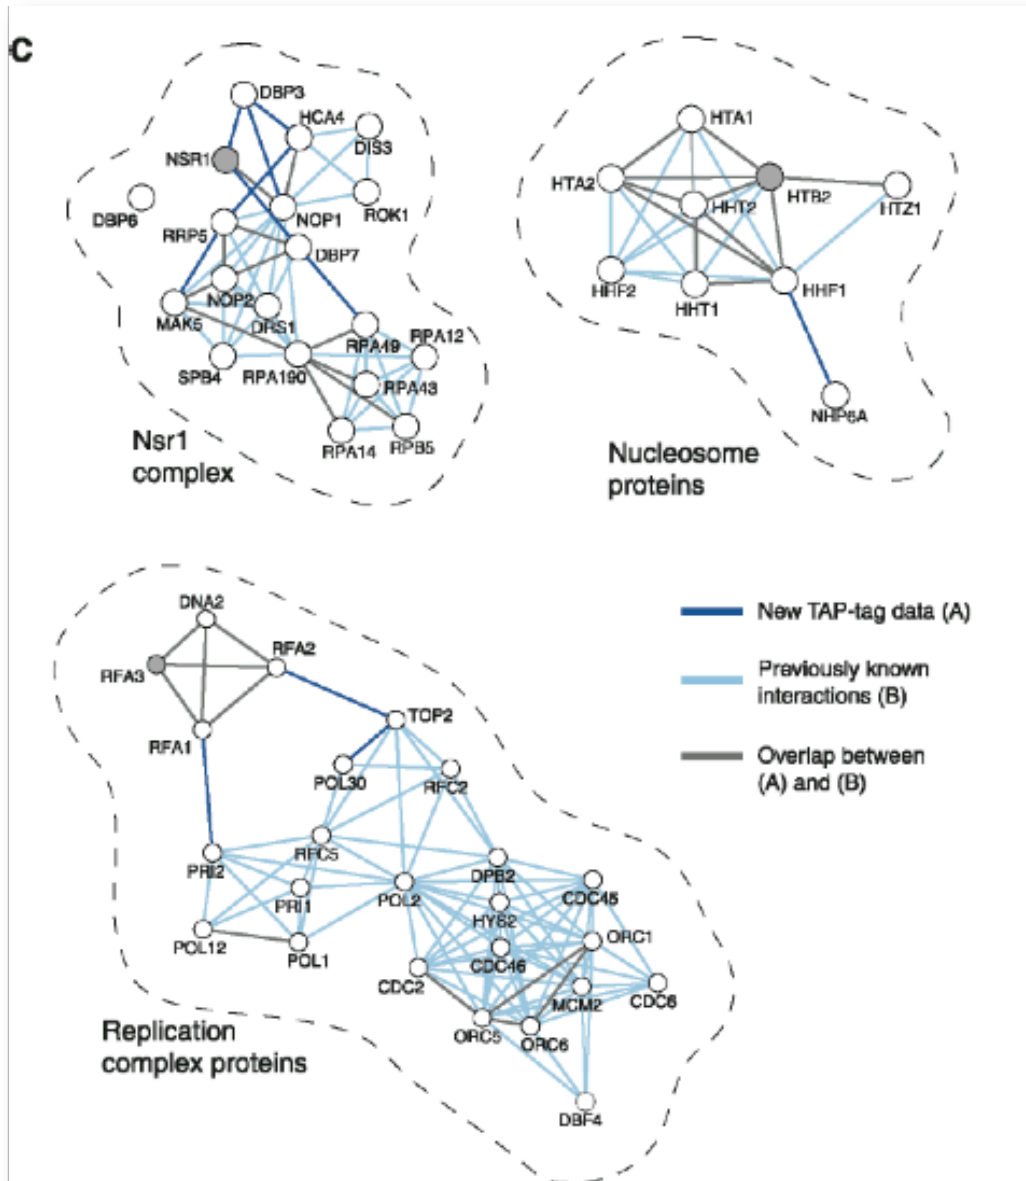 C
DBP3
HCA4
DIS3
NSR1
DBP6
ROK1
NOP1
RRP5
DBP7
NOP2
MAK5
DRS1
RPA49
RPA12
SPB4
RPA190
RPA43
RPA14
RPB5
Nsr1
complex
HTA1
HTA2
HTB2
HHT2
HTZ1
HHF2
HHT1
HHF1
NHP6A
Nucleosome
proteins
DNA2
RFA2
RFA3
TOP2
RFA1
POL30
RFC2
RFC5
PRI2
DPB2
PRI1
POL2
CDC45
HYS2
POL12
ORC1
POL1
CDC46
CDC2
MCM2
CDC6
ORC5
ORC6
DBF4
Replication
complex proteins
New TAP-tag data (A)
Previously known
interactions (B)
Overlap between
(A) and (B)